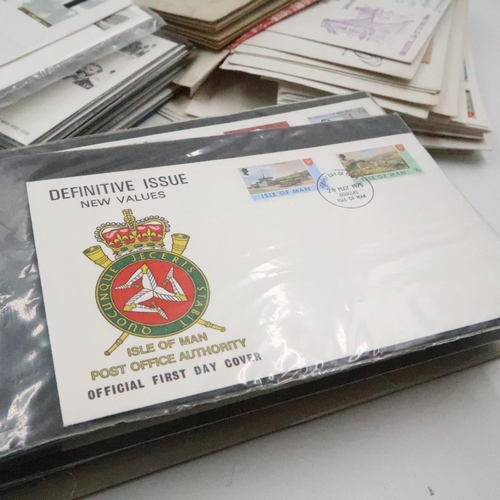 DEFINITIVE ISSUE
NEW VALUES
QUOCUNQUE JECERIS STABIT
ISLE OF MAN
POST OFFICE AUTHORITY
OFFICIAL FIRST DAY COVER
ISLE OF MAN
ISLE OF MAN
DOUGLAS
ISLE OF MAN